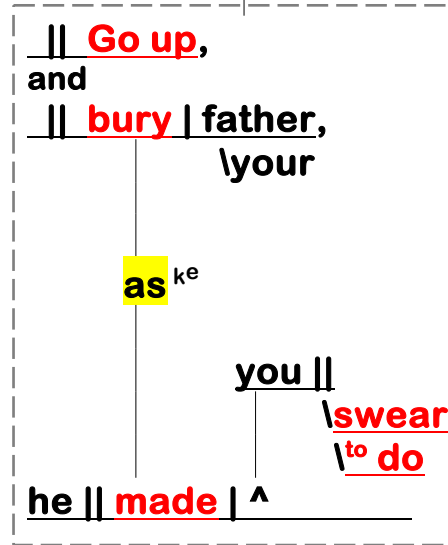 || Go up,
and
|| bury | father,
\your
as ke
you ||
\swear
\to do
he || made | ^